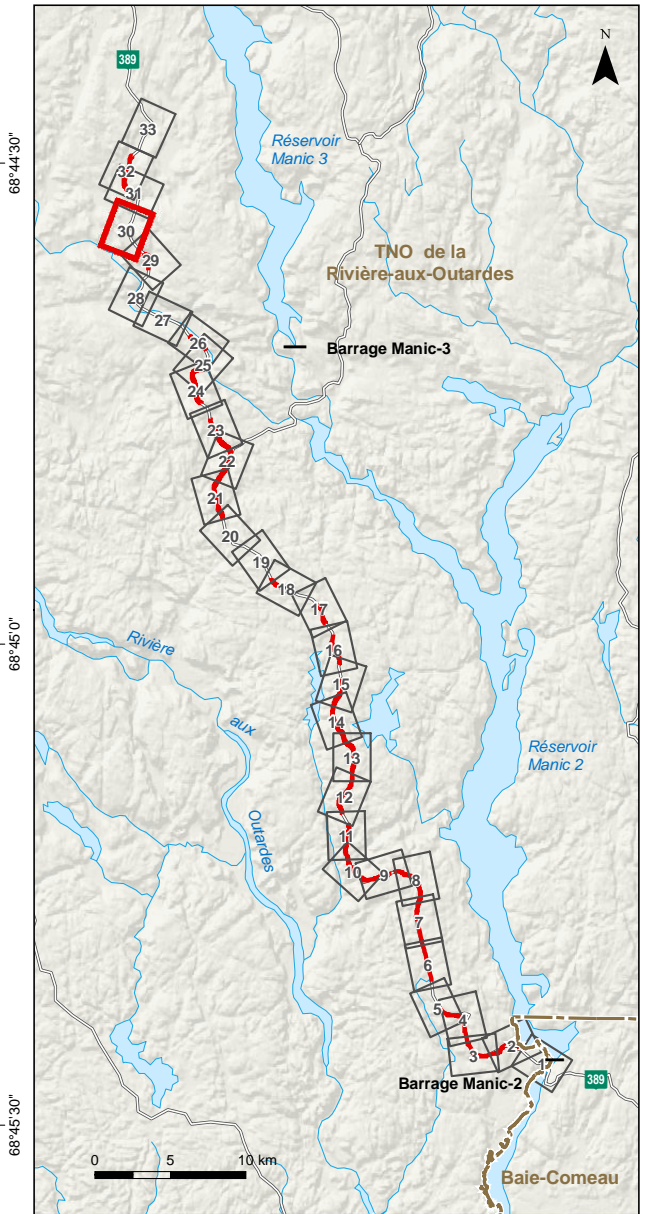 N
389
33
68°44'30"
Réservoir
Manic 3
32
31
30
TNO de la
Rivière-aux-Outardes
29
28
27
26
Barrage Manic-3
25
24
23
22
21
20
19
18
17
Rivière
68°45'0"
16
15
aux
14
Réservoir
Manic 2
13
12
Outardes
11
10
9
8
7
6
5
4
2
3
1
Barrage Manic-2
389
68°45'30"
0
5
10 km
Baie-Comeau